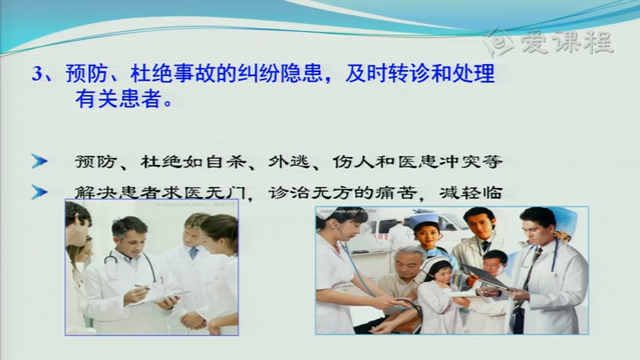 爱课程
3、预防、杜绝事故的纠纷隐患，及时转诊和处理
有关患者。
预防、杜绝如自杀、外逃、伤人和医患冲突等
解决患者求医无门，诊治无方的痛苦，减轻临